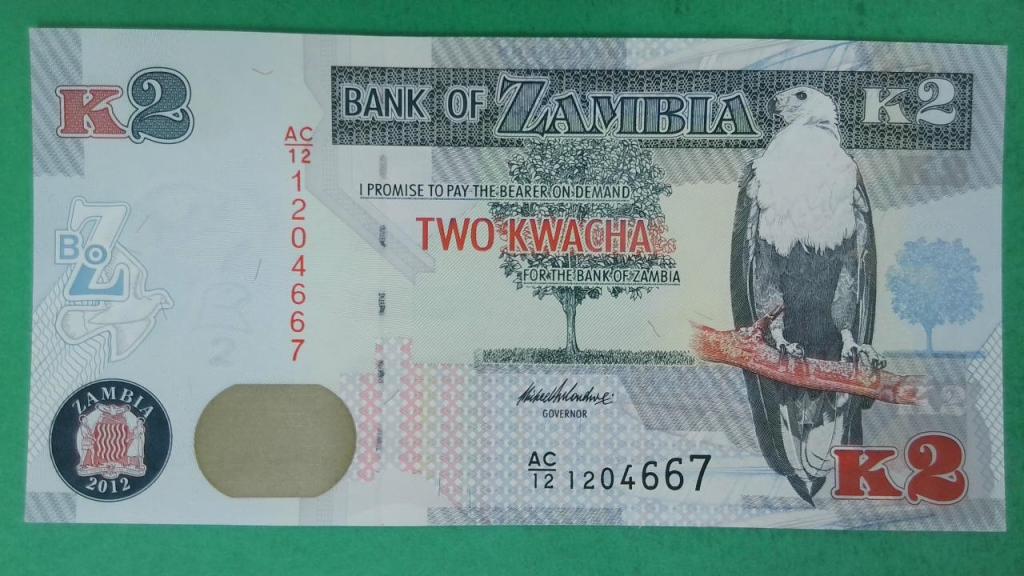 K2
BANK OF ZAMBIA
K2
AC/12 1204667
I PROMISE TO PAY THE BEARER ON DEMAND
TWO KWACHA
FOR THE BANK OF ZAMBIA
BoZ
ZAMBIA
2012
GOVERNOR
AC/12 1204667
K2